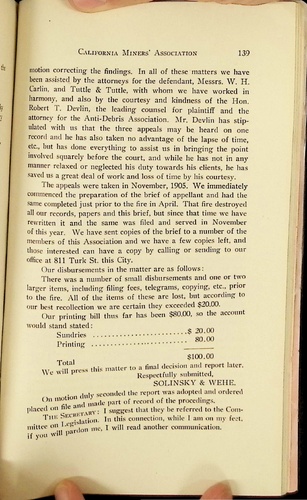 CALIFORNIA MINERS' ASSOCIATION 139
motion correcting the findings. In all of these matters we have
been assisted by the attorneys for the defendant, Messrs. W. H.
Carlin, and Tuttle & Tuttle, with whom we have worked in
harmony, and also by the courtesy and kindness of the Hon.
Robert T. Devlin, the leading counsel for plaintiff and the
attorney for the Anti-Debris Association. Mr. Devlin has stip-
ulated with us that the three appeals may be heard on one
record and he has also taken no advantage of the lapse of time,
etc., but has done everything to assist us in bringing the point
involved squarely before the court, and while he has not in any
manner relaxed or neglected his duty towards his clients, he has
saved us a great deal of work and loss of time by his courtesy.
The appeals were taken in November, 1905. We immediately
commenced the preparation of the brief of appellant and had the
same completed just prior to the fire in April. That fire destroyed
all our records, papers and this brief, but since that time we have
rewritten it and the same was filed and served in November
of this year. We have sent copies of the brief to a number of the
members of this Association and we have a few copies left, and
those interested can have a copy by calling or sending to our
office at 811 Turk St. this City.
Our disbursements in the matter are as follows:
There was a number of small disbursements and one or two
larger items, including filing fees, telegrams, copying, etc., prior
to the fire. All of the items of these are lost, but according to
our best recollection we are certain they exceeded $20.00.
Our printing bill thus far has been $80.00, so the account
would stand stated:
Sundries ..............................$ 20.00
Printing .............................. 80.00
Total $100.00
We will press this matter to a final decision and report later.
Respectfully submitted,
SOLINSKY & WEHE.
On motion duly seconded the report was adopted and ordered
placed on file and made part of record of the procedings.
THE SECRETARY: I suggest that they be referred to the Com-
mittee on Legislation. In this connection, while I am on my feet,
if you will pardon me, I will read another communication.